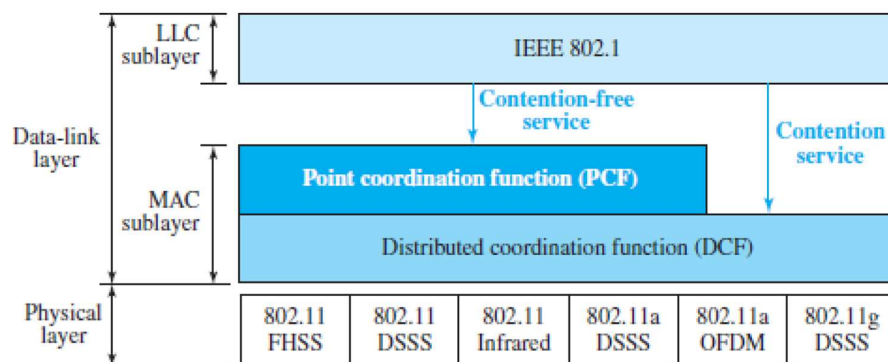 LLC
sublayer
IEEE 802.1
Contention-free
service
Contention
service
Data-link
layer
MAC
sublayer
Point coordination function (PCF)
Distributed coordination function (DCF)
Physical
layer
802.11
FHSS
802.11
DSSS
802.11
Infrared
802.11a
DSSS
802.11a
OFDM
802.11g
DSSS